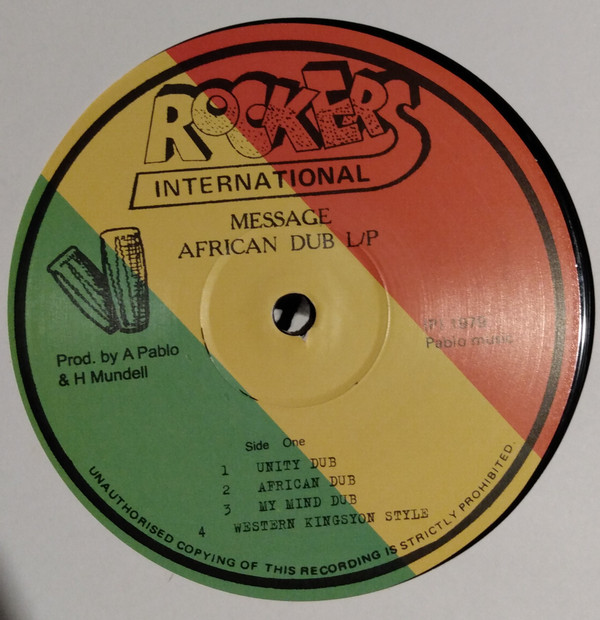 ROCKERS
INTERNATIONAL
MESSAGE
AFRICAN DUB L/P
P 1979
Pablo music
Prod. by A Pablo
& H Mundell
Side One
1 UNITY DUB
2 AFRICAN DUB
3 MY MIND DUB
4 WESTERN KINGSYON STYLE
UNAUTHORISED COPYING OF THIS RECORDING IS STRICTLY PROHIBITED.